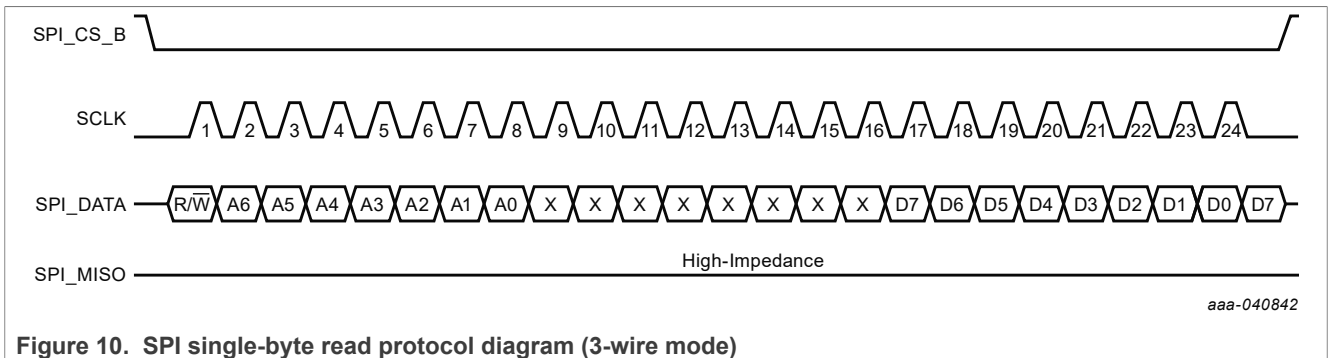 SPI_CS_B
SCLK 1 2 3 4 5 6 7 8 9 10 11 12 13 14 15 16 17 18 19 20 21 22 23 24
SPI_DATA R/W̅ A6 A5 A4 A3 A2 A1 A0 X X X X X X X X D7 D6 D5 D4 D3 D2 D1 D0 D7
SPI_MISO High-Impedance
aaa-040842
Figure 10. SPI single-byte read protocol diagram (3-wire mode)